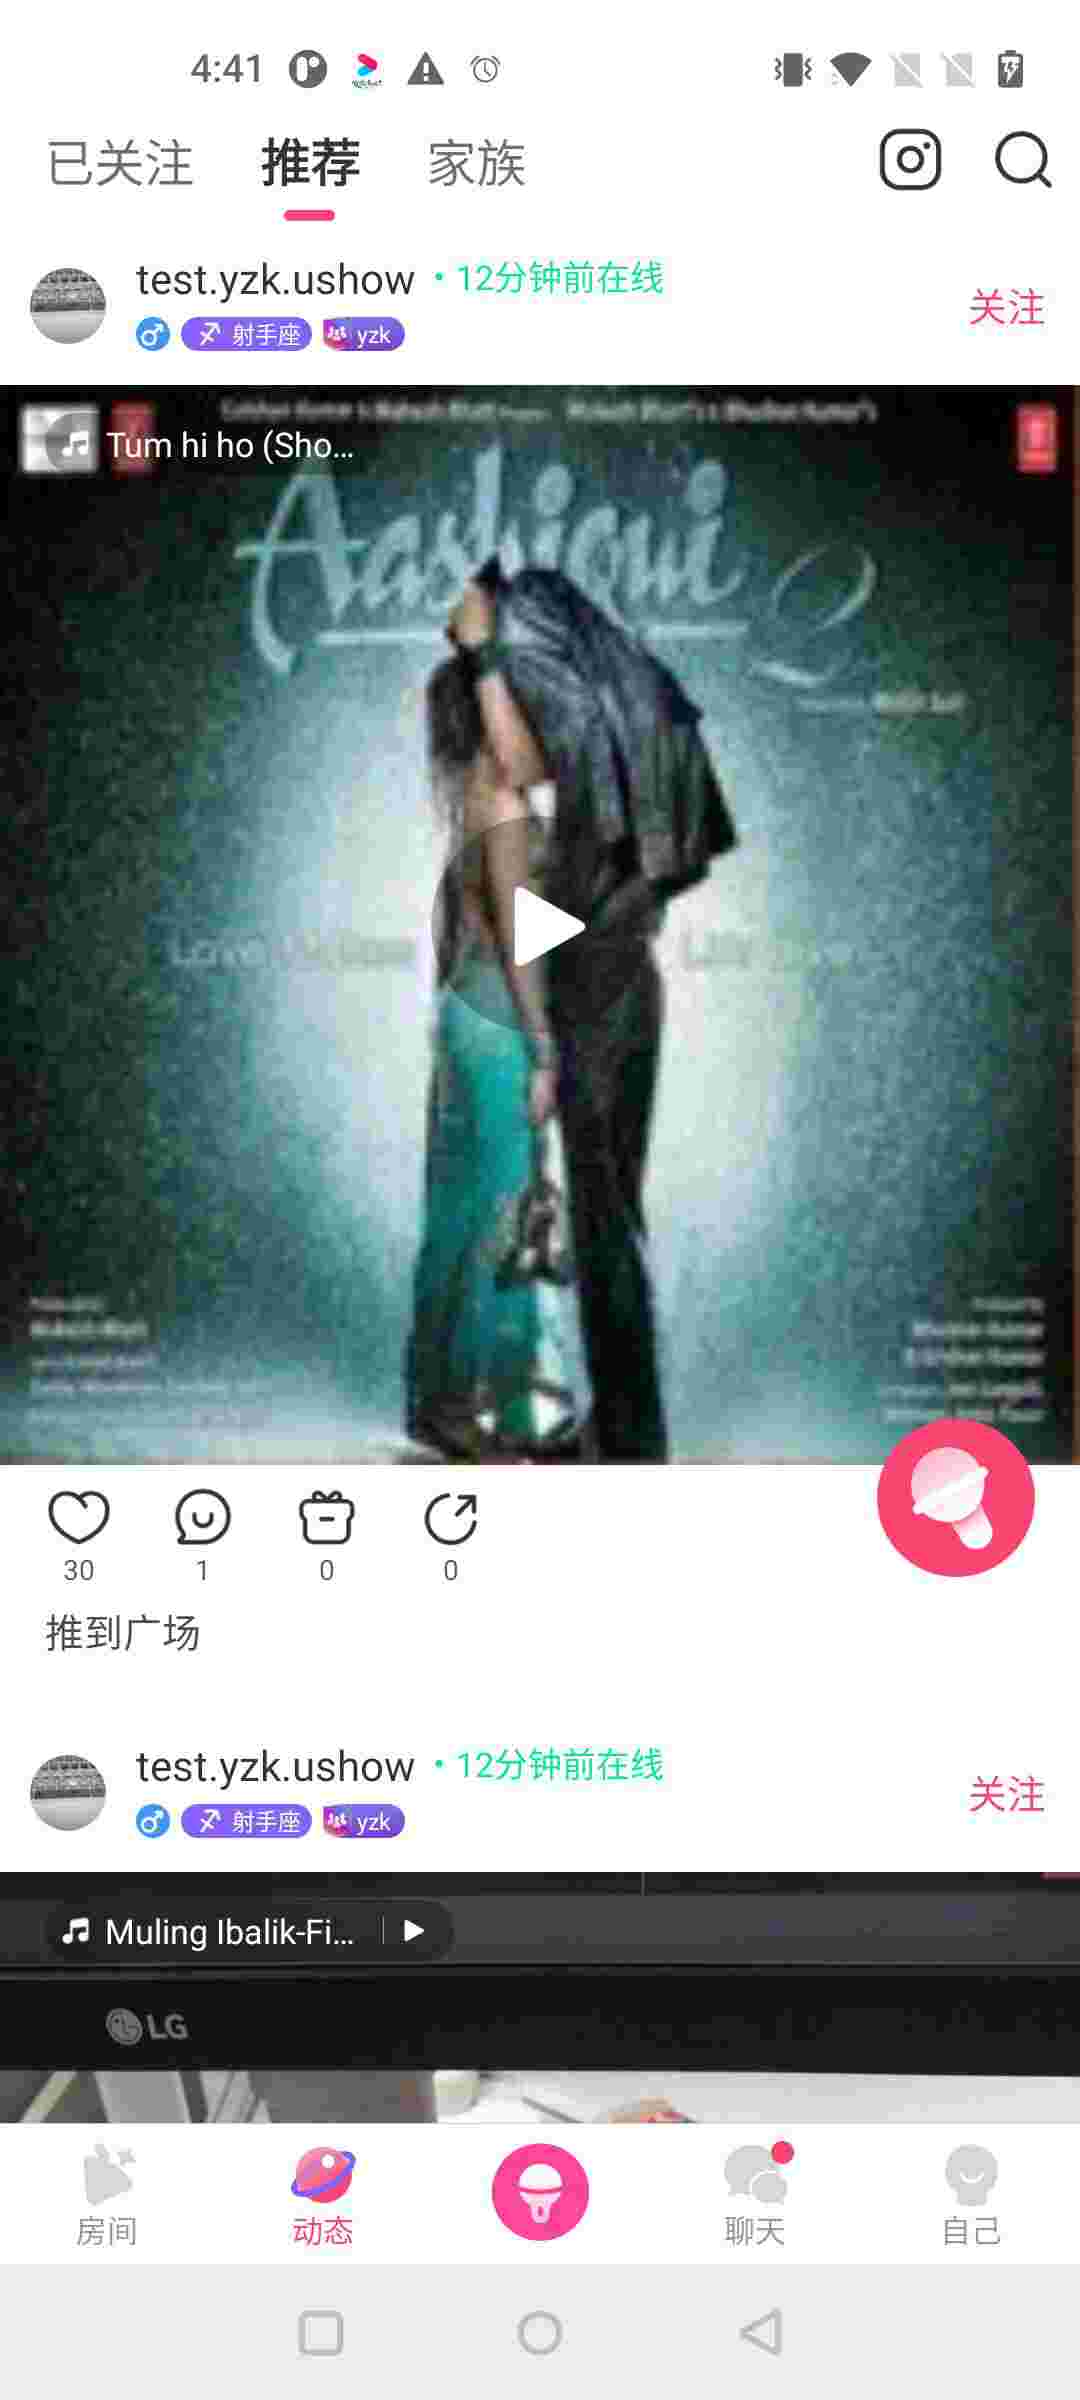 4:41
已关注 推荐 家族
test.yzk.ushow · 12分钟前在线
射手座 yzk
关注
Tum hi ho (Sho...
Aashiqui 2
30 1 0 0
推到广场
test.yzk.ushow · 12分钟前在线
射手座 yzk
关注
Muling Ibalik-Fi...
LG
房间 动态 聊天 自己